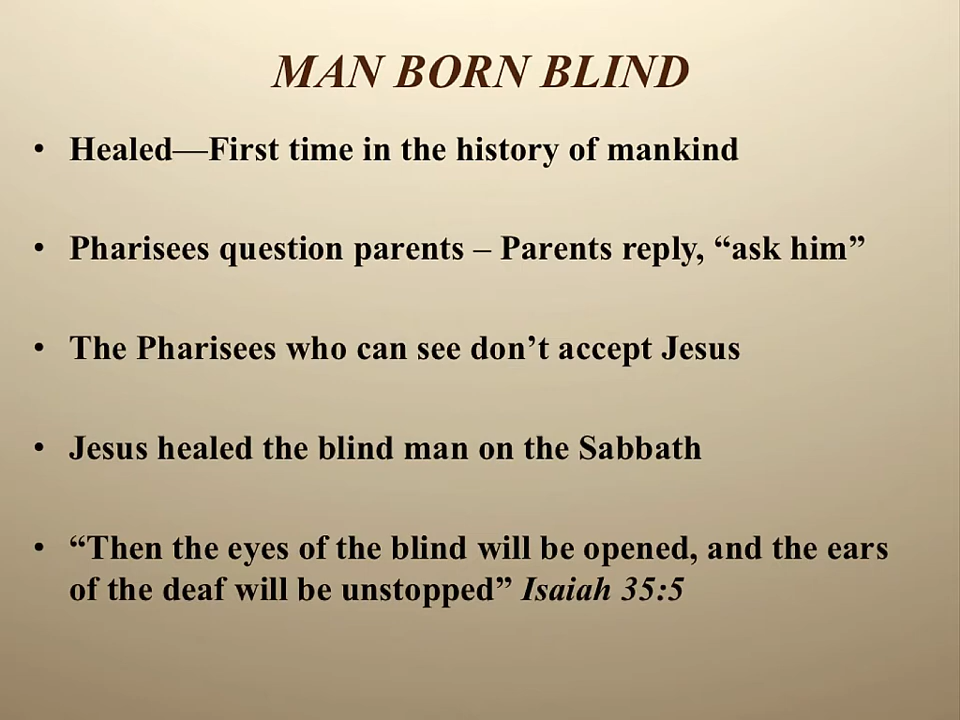 MAN BORN BLIND
• Healed—First time in the history of mankind
• Pharisees question parents – Parents reply, “ask him”
• The Pharisees who can see don’t accept Jesus
• Jesus healed the blind man on the Sabbath
• “Then the eyes of the blind will be opened, and the ears
of the deaf will be unstopped” Isaiah 35:5